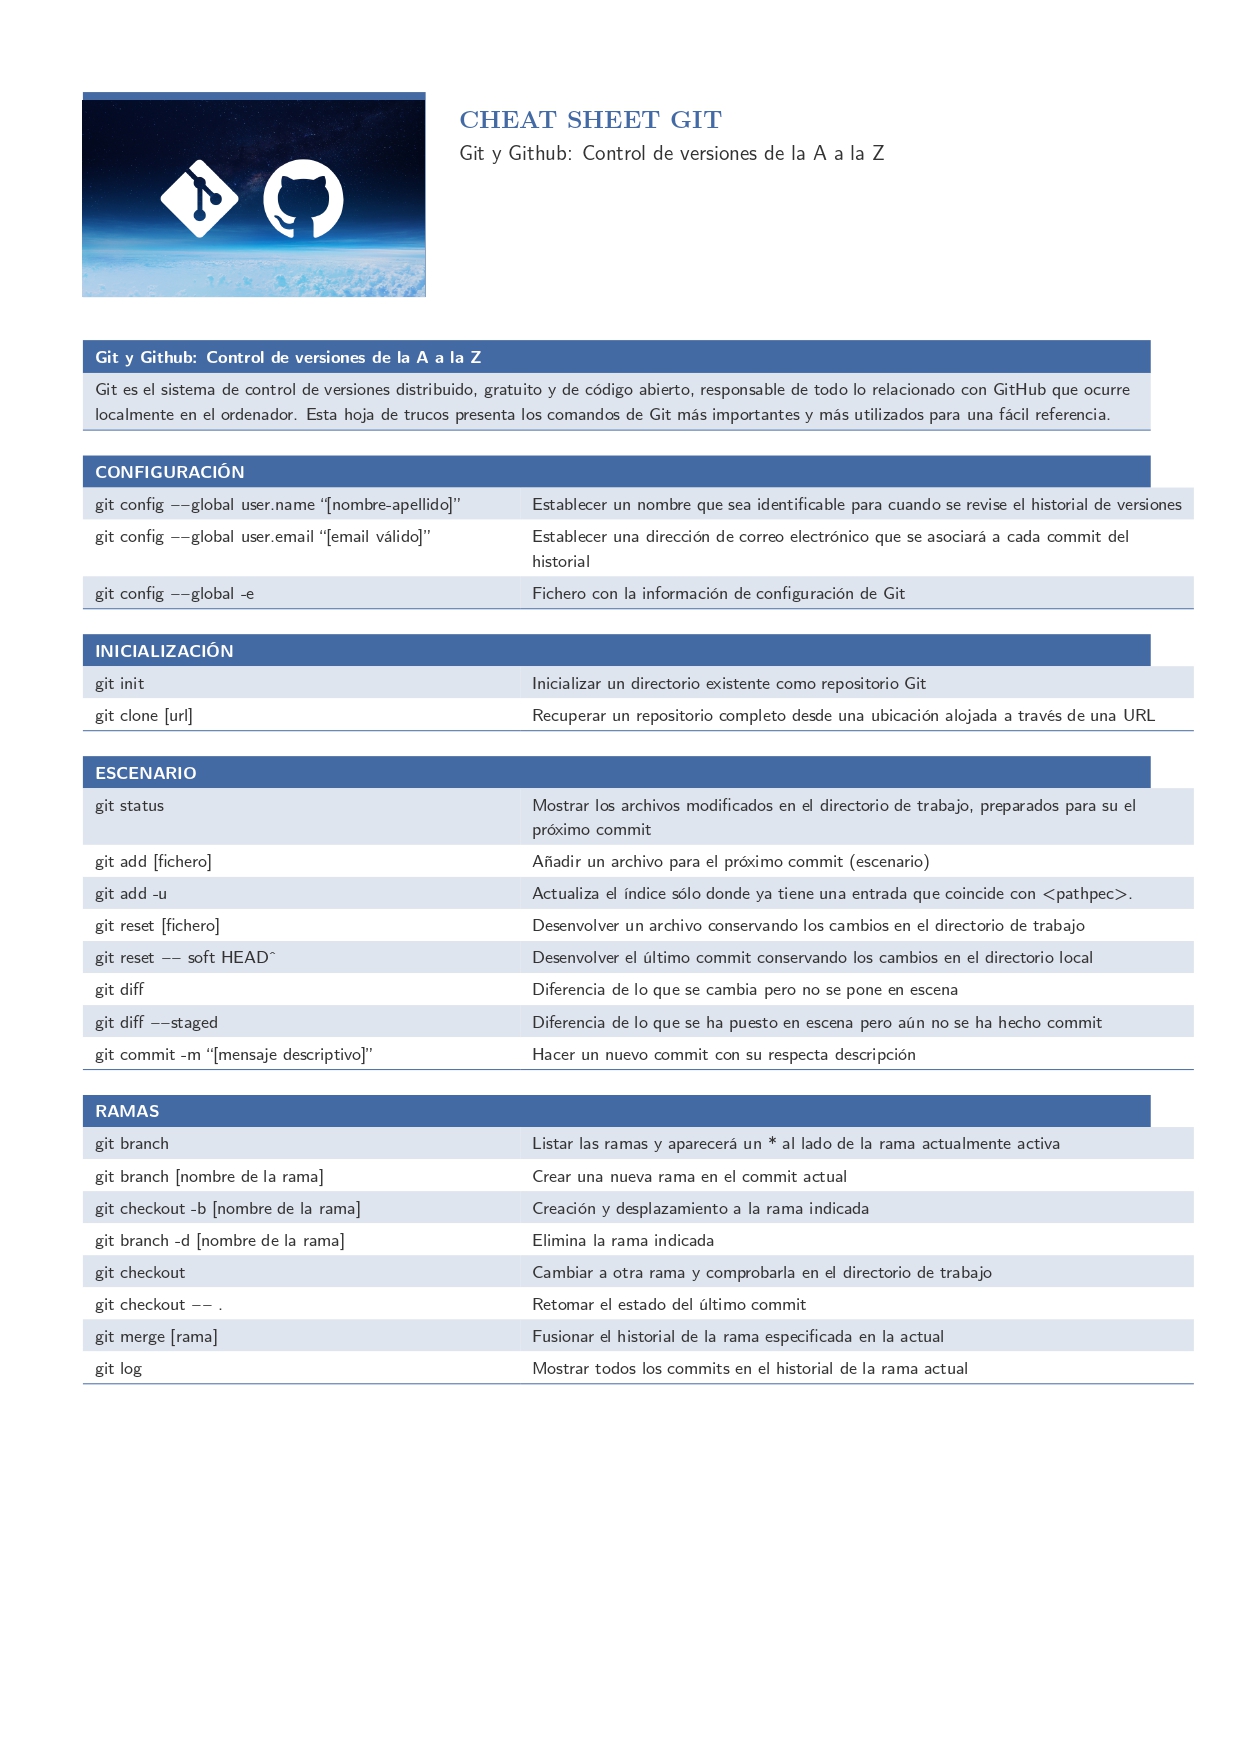 CHEAT SHEET GIT
Git y Github: Control de versiones de la A a la Z
Git y Github: Control de versiones de la A a la Z
Git es el sistema de control de versiones distribuido, gratuito y de código abierto, responsable de todo lo relacionado con GitHub que ocurre
localmente en el ordenador. Esta hoja de trucos presenta los comandos de Git más importantes y más utilizados para una fácil referencia.
CONFIGURACIÓN
git config −−global user.name “[nombre-apellido]” Establecer un nombre que sea identificable para cuando se revise el historial de versiones
git config −−global user.email “[email válido]” Establecer una dirección de correo electrónico que se asociará a cada commit del
historial
git config −−global -e Fichero con la información de configuración de Git
INICIALIZACIÓN
git init Inicializar un directorio existente como repositorio Git
git clone [url] Recuperar un repositorio completo desde una ubicación alojada a través de una URL
ESCENARIO
git status Mostrar los archivos modificados en el directorio de trabajo, preparados para su el
próximo commit
git add [fichero] Añadir un archivo para el próximo commit (escenario)
git add -u Actualiza el índice sólo donde ya tiene una entrada que coincide con <pathpec>.
git reset [fichero] Desenvolver un archivo conservando los cambios en el directorio de trabajo
git reset −− soft HEAD^ Desenvolver el último commit conservando los cambios en el directorio local
git diff Diferencia de lo que se cambia pero no se pone en escena
git diff −−staged Diferencia de lo que se ha puesto en escena pero aún no se ha hecho commit
git commit -m “[mensaje descriptivo]” Hacer un nuevo commit con su respecta descripción
RAMAS
git branch Listar las ramas y aparecerá un * al lado de la rama actualmente activa
git branch [nombre de la rama] Crear una nueva rama en el commit actual
git checkout -b [nombre de la rama] Creación y desplazamiento a la rama indicada
git branch -d [nombre de la rama] Elimina la rama indicada
git checkout Cambiar a otra rama y comprobarla en el directorio de trabajo
git checkout −− . Retomar el estado del último commit
git merge [rama] Fusionar el historial de la rama especificada en la actual
git log Mostrar todos los commits en el historial de la rama actual